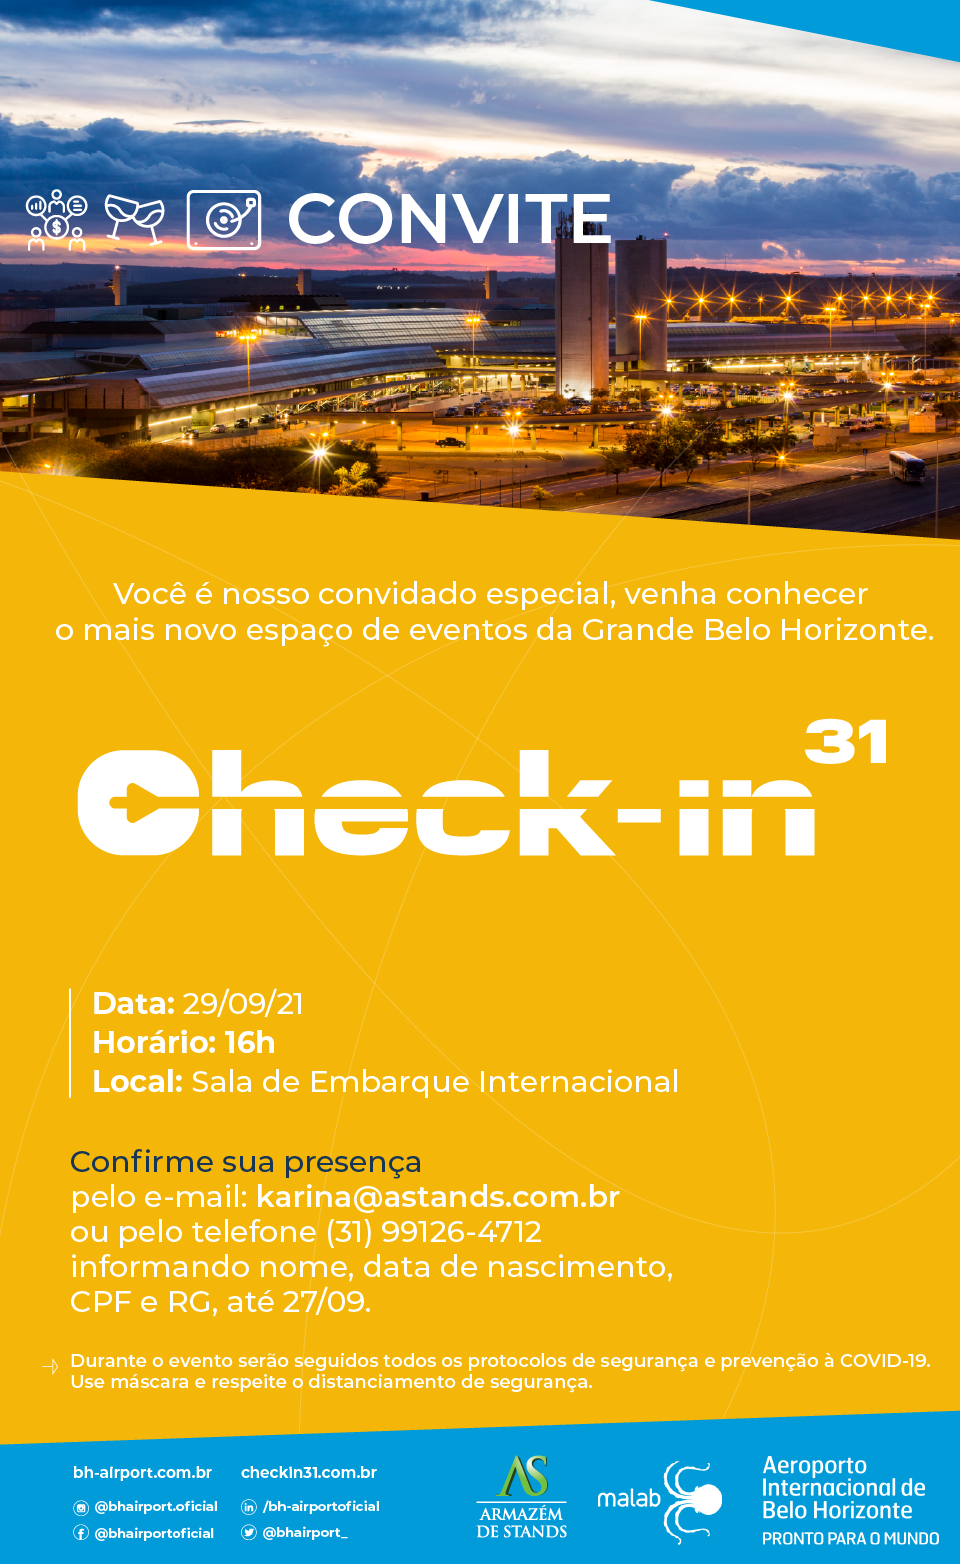 CONVITE
Você é nosso convidado especial, venha conhecer
o mais novo espaço de eventos da Grande Belo Horizonte.
Check-in 31
Data: 29/09/21
Horário: 16h
Local: Sala de Embarque Internacional
Confirme sua presença
pelo e-mail: karina@astands.com.br
ou pelo telefone (31) 99126-4712
informando nome, data de nascimento,
CPF e RG, até 27/09.
Durante o evento serão seguidos todos os protocolos de segurança e prevenção à COVID-19.
Use máscara e respeite o distanciamento de segurança.
bh-airport.com.br
@bhairport.oficial
@bhairportoficial
checkin31.com.br
/bh-airportoficial
@bhairport_
AS
ARMAZÉM
DE STANDS
malab
Aeroporto
Internacional de
Belo Horizonte
PRONTO PARA O MUNDO